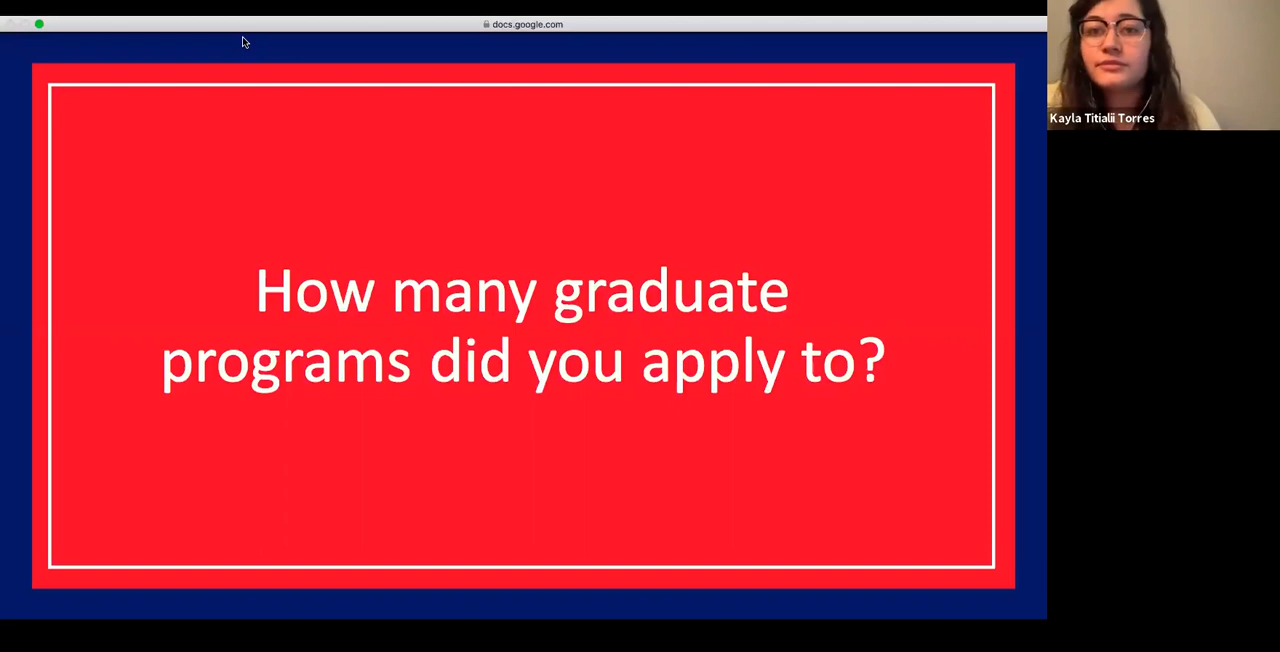 docs.google.com
How many graduate
programs did you apply to?
Kayla Titialii Torres